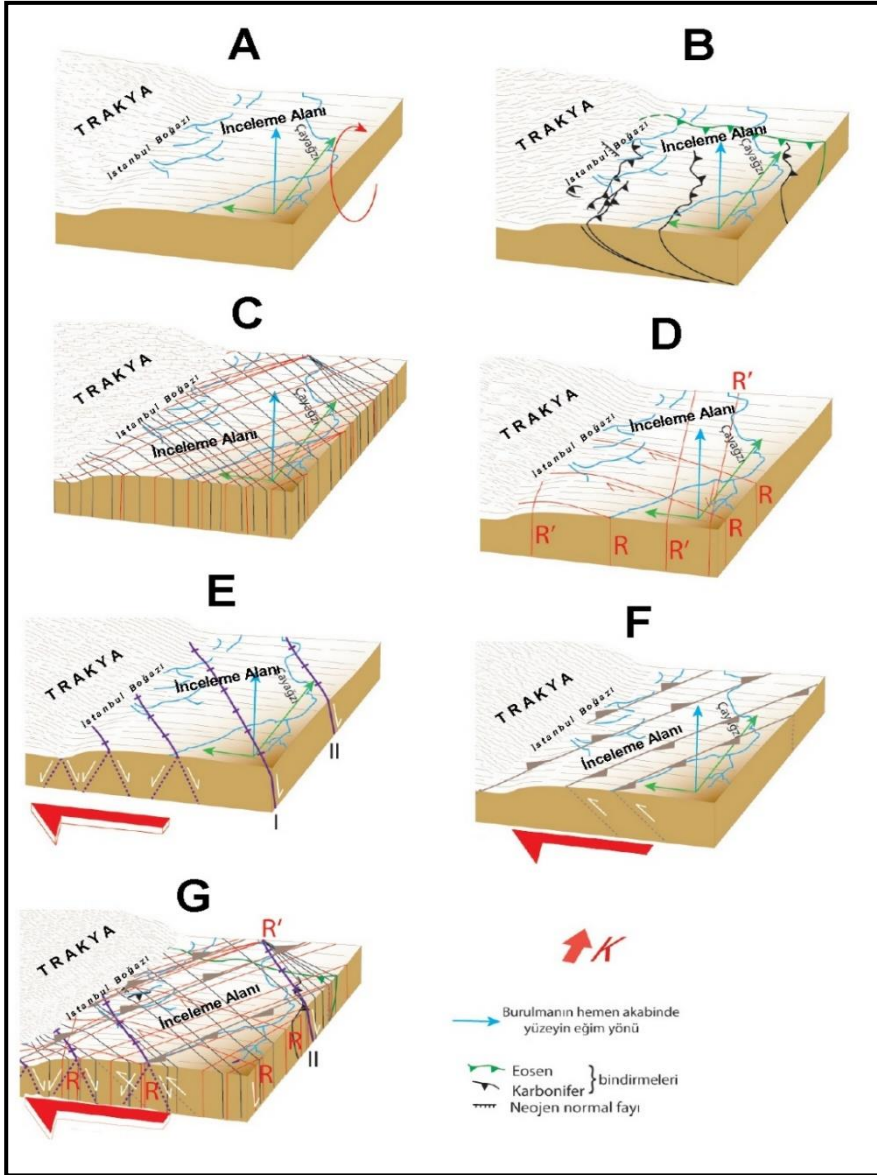 A
TRAKYA
İstanbul Boğazı
İnceleme Alanı
Çayağzı
B
TRAKYA
İstanbul Boğazı
İnceleme Alanı
Çayağzı
C
TRAKYA
İstanbul Boğazı
İnceleme Alanı
Çayağzı
D
TRAKYA
İstanbul Boğazı
İnceleme Alanı
Çayağzı
R'
R
R
R'
R
R'
E
TRAKYA
İstanbul Boğazı
İnceleme Alanı
Çayağzı
II
I
F
TRAKYA
İstanbul Boğazı
İnceleme Alanı
Çayağzı
G
R'
TRAKYA
İstanbul Boğazı
İnceleme Alanı
R
II
R
R
R
K
Burulmanın hemen akabinde
yüzeyin eğim yönü
Eosen
Karbonifer
bindirmeleri
Neojen normal fayı